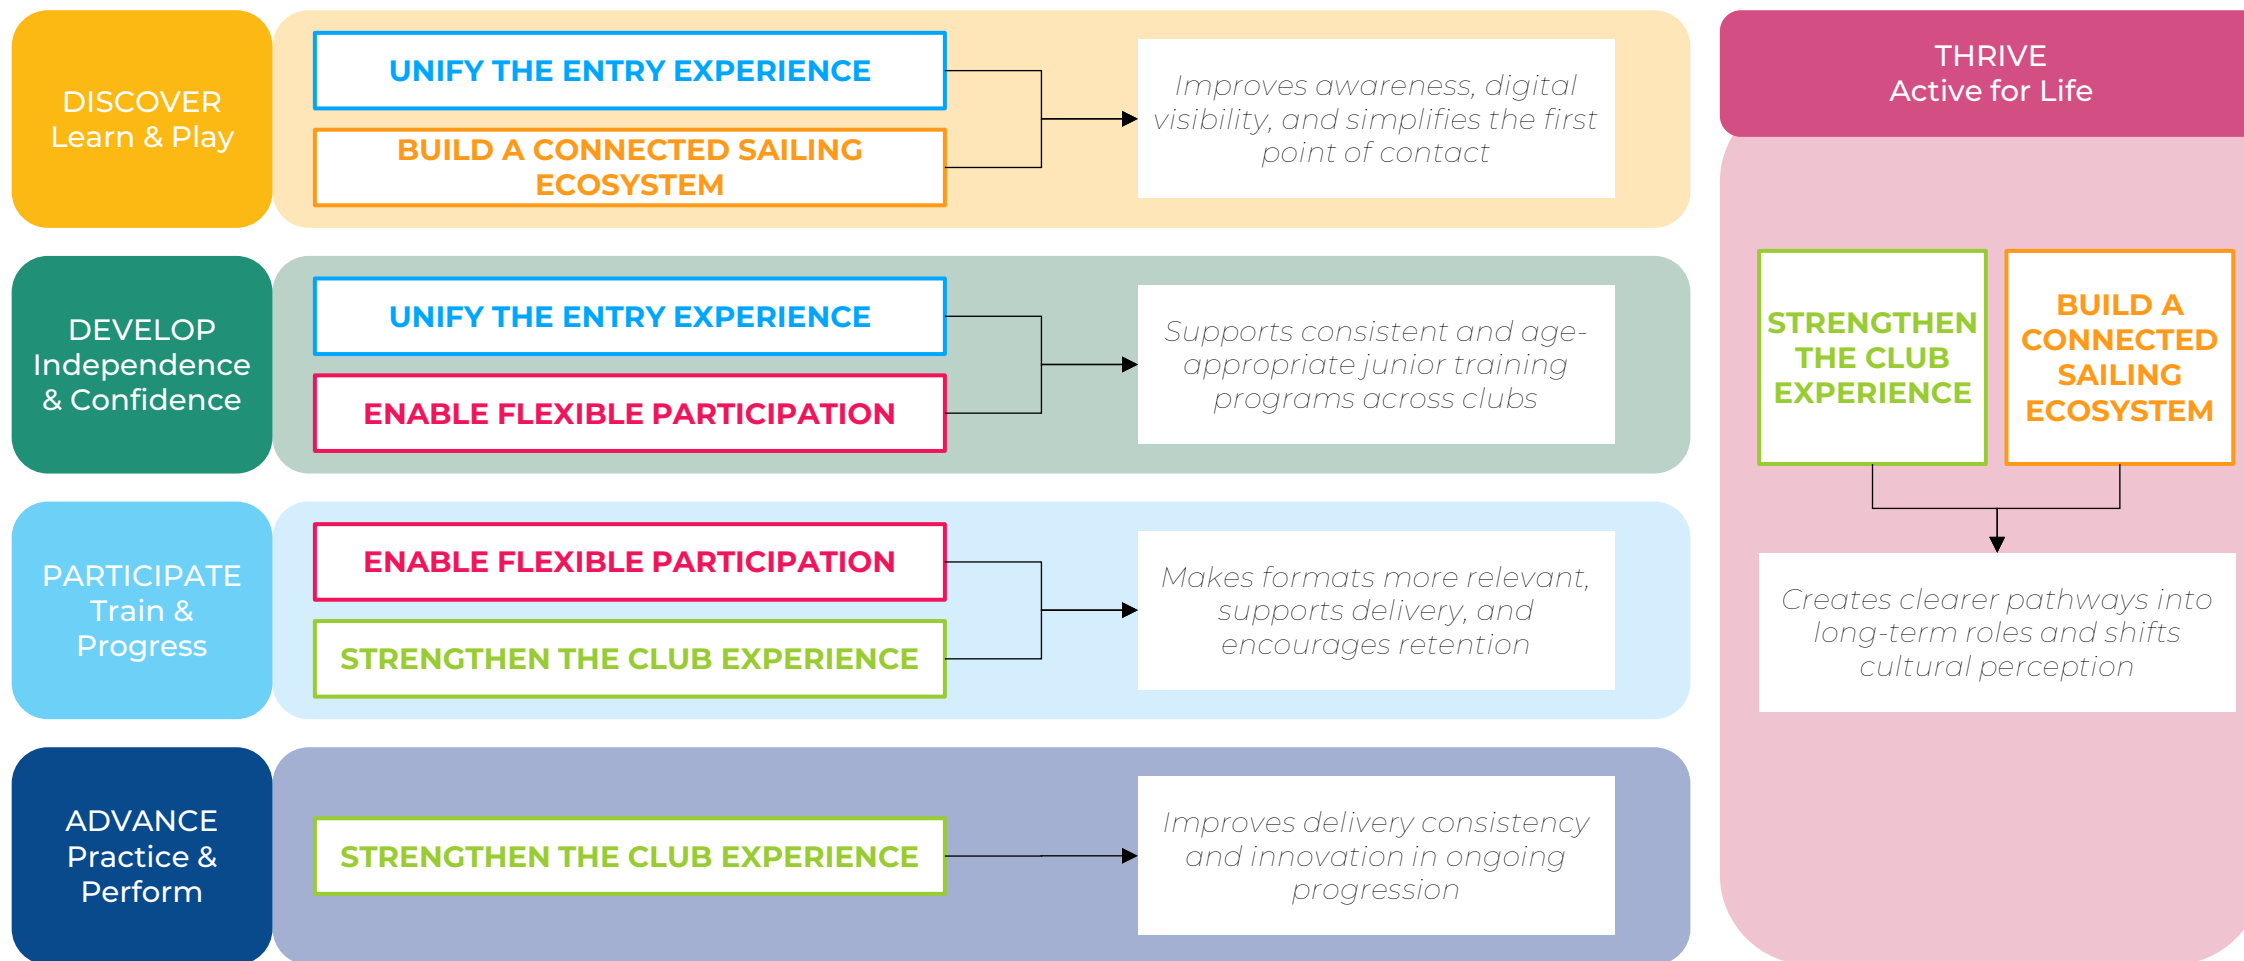 DISCOVER
Learn & Play
UNIFY THE ENTRY EXPERIENCE
BUILD A CONNECTED SAILING
ECOSYSTEM
Improves awareness, digital
visibility, and simplifies the first
point of contact
DEVELOP
Independence
& Confidence
UNIFY THE ENTRY EXPERIENCE
ENABLE FLEXIBLE PARTICIPATION
Supports consistent and age-
appropriate junior training
programs across clubs
PARTICIPATE
Train &
Progress
ENABLE FLEXIBLE PARTICIPATION
STRENGTHEN THE CLUB EXPERIENCE
Makes formats more relevant,
supports delivery, and
encourages retention
ADVANCE
Practice &
Perform
STRENGTHEN THE CLUB EXPERIENCE
Improves delivery consistency
and innovation in ongoing
progression
THRIVE
Active for Life
STRENGTHEN
THE CLUB
EXPERIENCE
BUILD A
CONNECTED
SAILING
ECOSYSTEM
Creates clearer pathways into
long-term roles and shifts
cultural perception